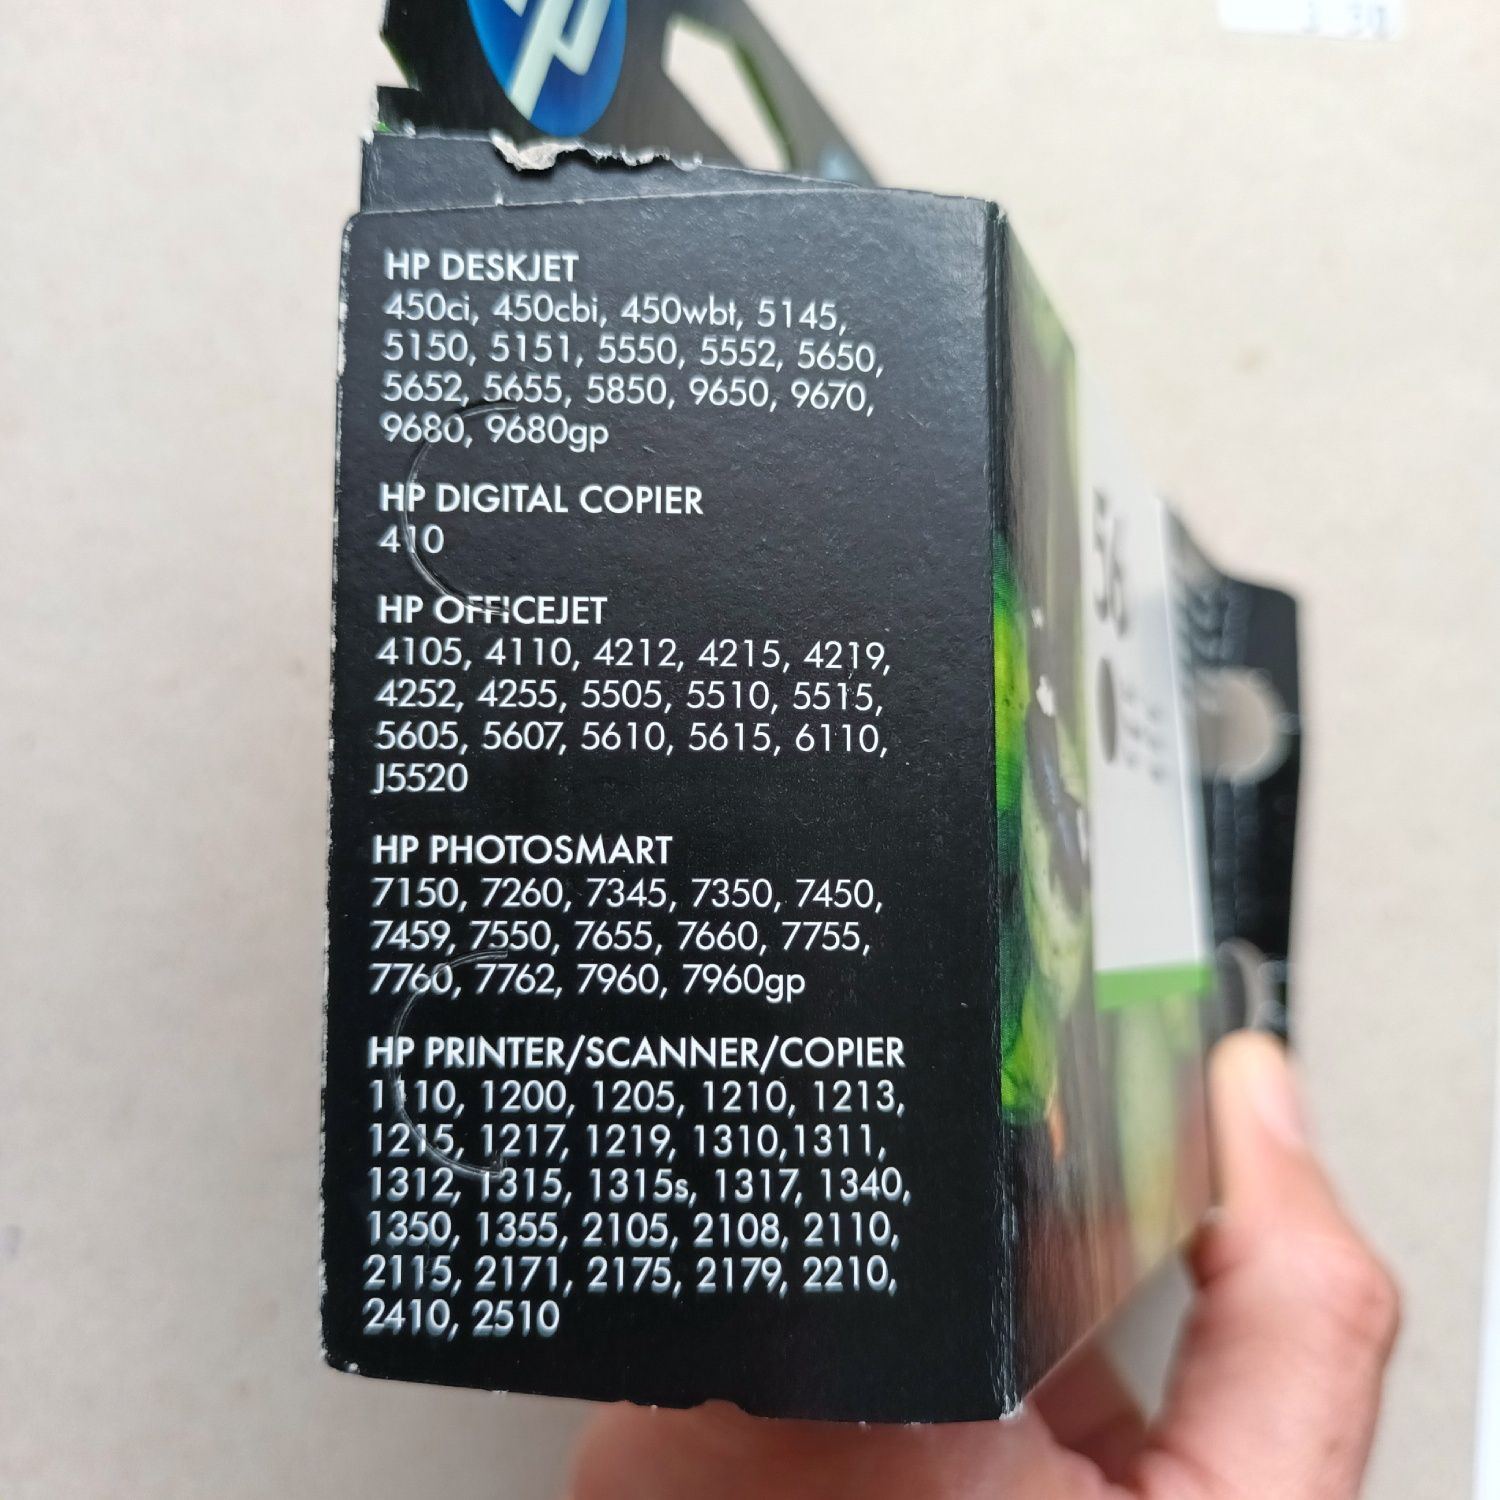 hp
HP DESKJET
450ci, 450cbi, 450wbt, 5145,
5150, 5151, 5550, 5552, 5650,
5652, 5655, 5850, 9650, 9670,
9680, 9680gp
HP DIGITAL COPIER
410
HP OFFICEJET
4105, 4110, 4212, 4215, 4219,
4252, 4255, 5505, 5510, 5515,
5605, 5607, 5610, 5615, 6110,
J5520
HP PHOTOSMART
7150, 7260, 7345, 7350, 7450,
7459, 7550, 7655, 7660, 7755,
7760, 7762, 7960, 7960gp
HP PRINTER/SCANNER/COPIER
1110, 1200, 1205, 1210, 1213,
1215, 1217, 1219, 1310,1311,
1312, 1315, 1315s, 1317, 1340,
1350, 1355, 2105, 2108, 2110,
2115, 2171, 2175, 2179, 2210,
2410, 2510
56